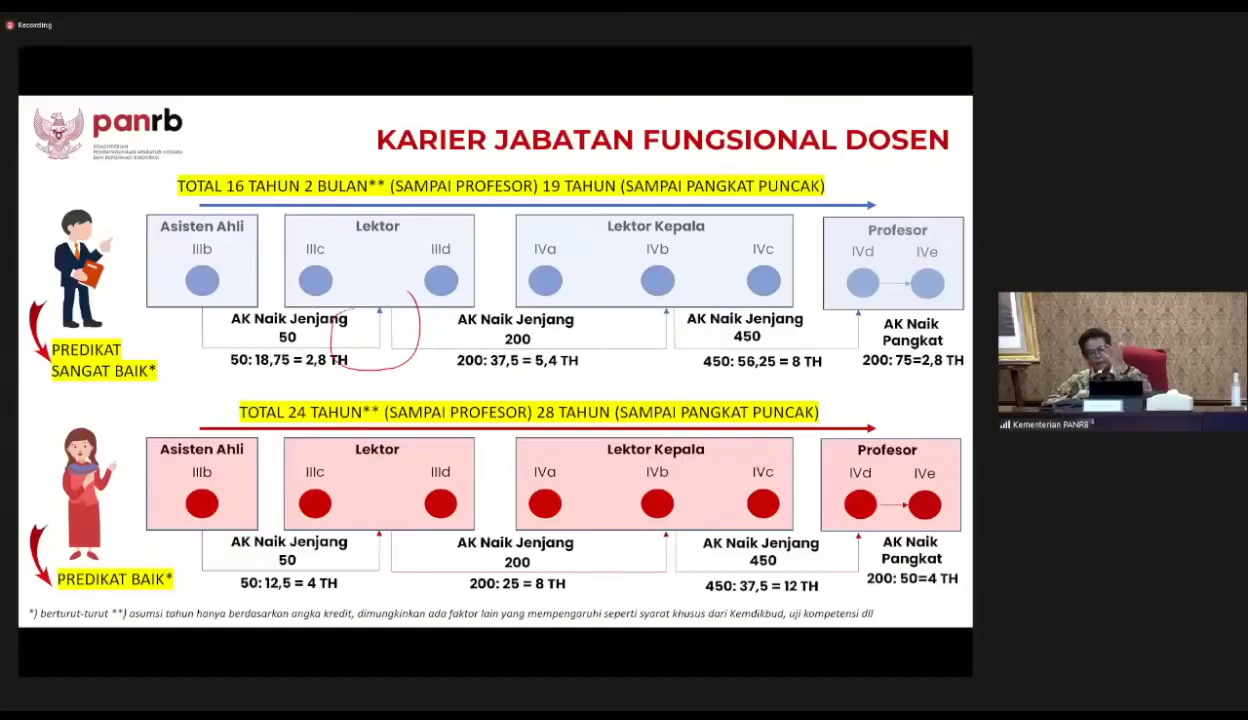 Recording
panrb
KEMENTERIAN
PENDAYAGUNAAN APARATUR NEGARA
DAN REFORMASI BIROKRASI
KARIER JABATAN FUNGSIONAL DOSEN
TOTAL 16 TAHUN 2 BULAN** (SAMPAI PROFESOR) 19 TAHUN (SAMPAI PANGKAT PUNCAK)
Asisten Ahli
IIIb
Lektor
IIIc IIId
Lektor Kepala
IVa IVb IVc
Profesor
IVd IVe
PREDIKAT
SANGAT BAIK*
AK Naik Jenjang
50
50: 18,75 = 2,8 TH
AK Naik Jenjang
200
200: 37,5 = 5,4 TH
AK Naik Jenjang
450
450: 56,25 = 8 TH
AK Naik
Pangkat
200: 75=2,8 TH
TOTAL 24 TAHUN** (SAMPAI PROFESOR) 28 TAHUN (SAMPAI PANGKAT PUNCAK)
Asisten Ahli
IIIb
Lektor
IIIc IIId
Lektor Kepala
IVa IVb IVc
Profesor
IVd IVe
PREDIKAT BAIK*
AK Naik Jenjang
50
50: 12,5 = 4 TH
AK Naik Jenjang
200
200: 25 = 8 TH
AK Naik Jenjang
450
450: 37,5 = 12 TH
AK Naik
Pangkat
200: 50=4 TH
*) berturut-turut **) asumsi tahun hanya berdasarkan angka kredit, dimungkinkan ada faktor lain yang mempengaruhi seperti syarat khusus dari Kemdikbud, uji kompetensi dll
Kementerian PANRB